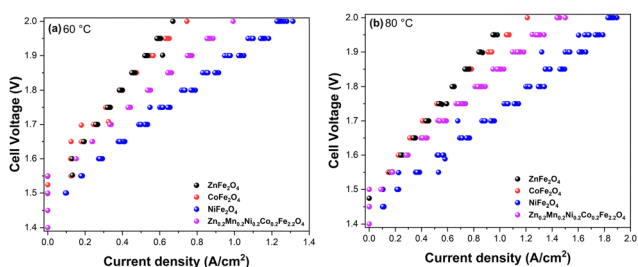 (a) 60 °C
Cell Voltage (V)
2.0
1.9
1.8
1.7
1.6
1.5
1.4
0.0 0.2 0.4 0.6 0.8 1.0 1.2 1.4
Current density (A/cm²)
ZnFe₂O₄
CoFe₂O₄
NiFe₂O₄
Zn₀.₂Mn₀.₂Ni₀.₂Co₀.₂Fe₂.₂O₄
(b) 80 °C
Cell Voltage (V)
2.0
1.9
1.8
1.7
1.6
1.5
1.4
0.0 0.2 0.4 0.6 0.8 1.0 1.2 1.4 1.6 1.8 2.0
Current density (A/cm²)
ZnFe₂O₄
CoFe₂O₄
NiFe₂O₄
Zn₀.₂Mn₀.₂Ni₀.₂Co₀.₂Fe₂.₂O₄